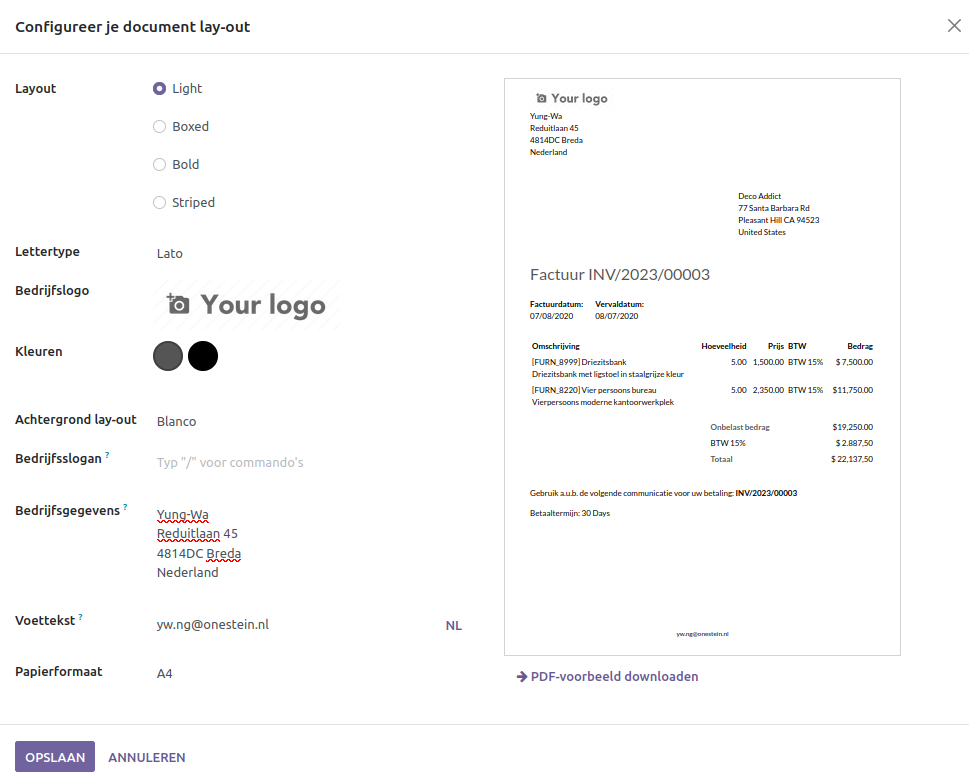 Configureer je document lay-out
Layout
Light
Boxed
Bold
Striped
Lettertype
Lato
Bedrijfslogo
Your logo
Kleuren
Achtergrond lay-out
Blanco
Bedrijfsslogan ?
Typ "/" voor commando's
Bedrijfsgegevens ?
Yung-Wa
Reduitlaan 45
4814DC Breda
Nederland
Voettekst ?
yw.ng@onestein.nl
NL
Papierformaat
A4
Your logo
Yung-Wa
Reduitlaan 45
4814DC Breda
Nederland
Deco Addict
77 Santa Barbara Rd
Pleasant Hill CA 94523
United States
Factuur INV/2023/00003
Factuurdatum: Vervaldatum:
07/08/2020 08/07/2020
Omschrijving Hoeveelheid Prijs BTW Bedrag
[FURN_8999] Driezitsbank 5.00 1,500.00 BTW 15% $ 7,500.00
Driezitsbank met ligstoel in staalgrijze kleur
[FURN_8220] Vier persoons bureau 5.00 2,350.00 BTW 15% $11,750.00
Vierpersoons moderne kantoorwerkplek
Onbelast bedrag $19,250.00
BTW 15% $ 2.887,50
Totaal $ 22,137,50
Gebruik a.u.b. de volgende communicatie voor uw betaling: INV/2023/00003
Betaaltermijn: 30 Days
yw.ng@onestein.nl
PDF-voorbeeld downloaden
OPSLAAN
ANNULEREN